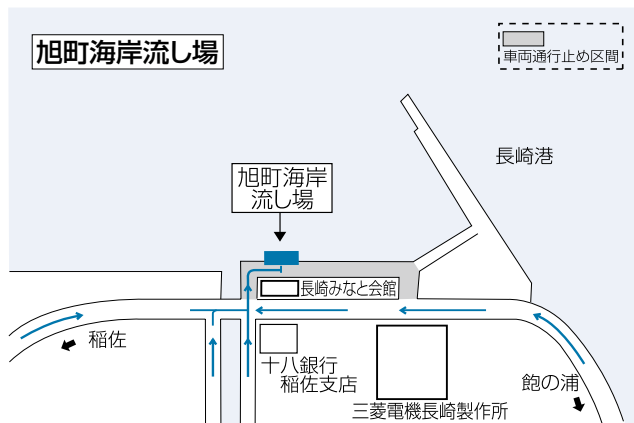 旭町海岸流し場
車両通行止め区間
長崎港
旭町海岸
流し場
長崎みなと会館
稲佐
十八銀行
稲佐支店
飽の浦
三菱電機長崎製作所